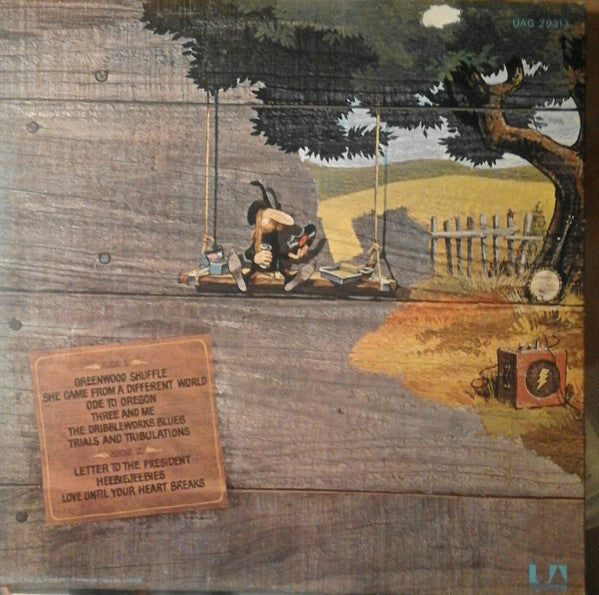 UAG 29313
SIDE 1
GREENWOOD SHUFFLE
SHE CAME FROM A DIFFERENT WORLD
ODE TO OREGON
THREE AND ME
THE DRIBBLEWORKS BLUES
TRIALS AND TRIBULATIONS
SIDE 2
LETTER TO THE PRESIDENT
HEEBIEJEEBIES
LOVE UNTIL YOUR HEART BREAKS
UA